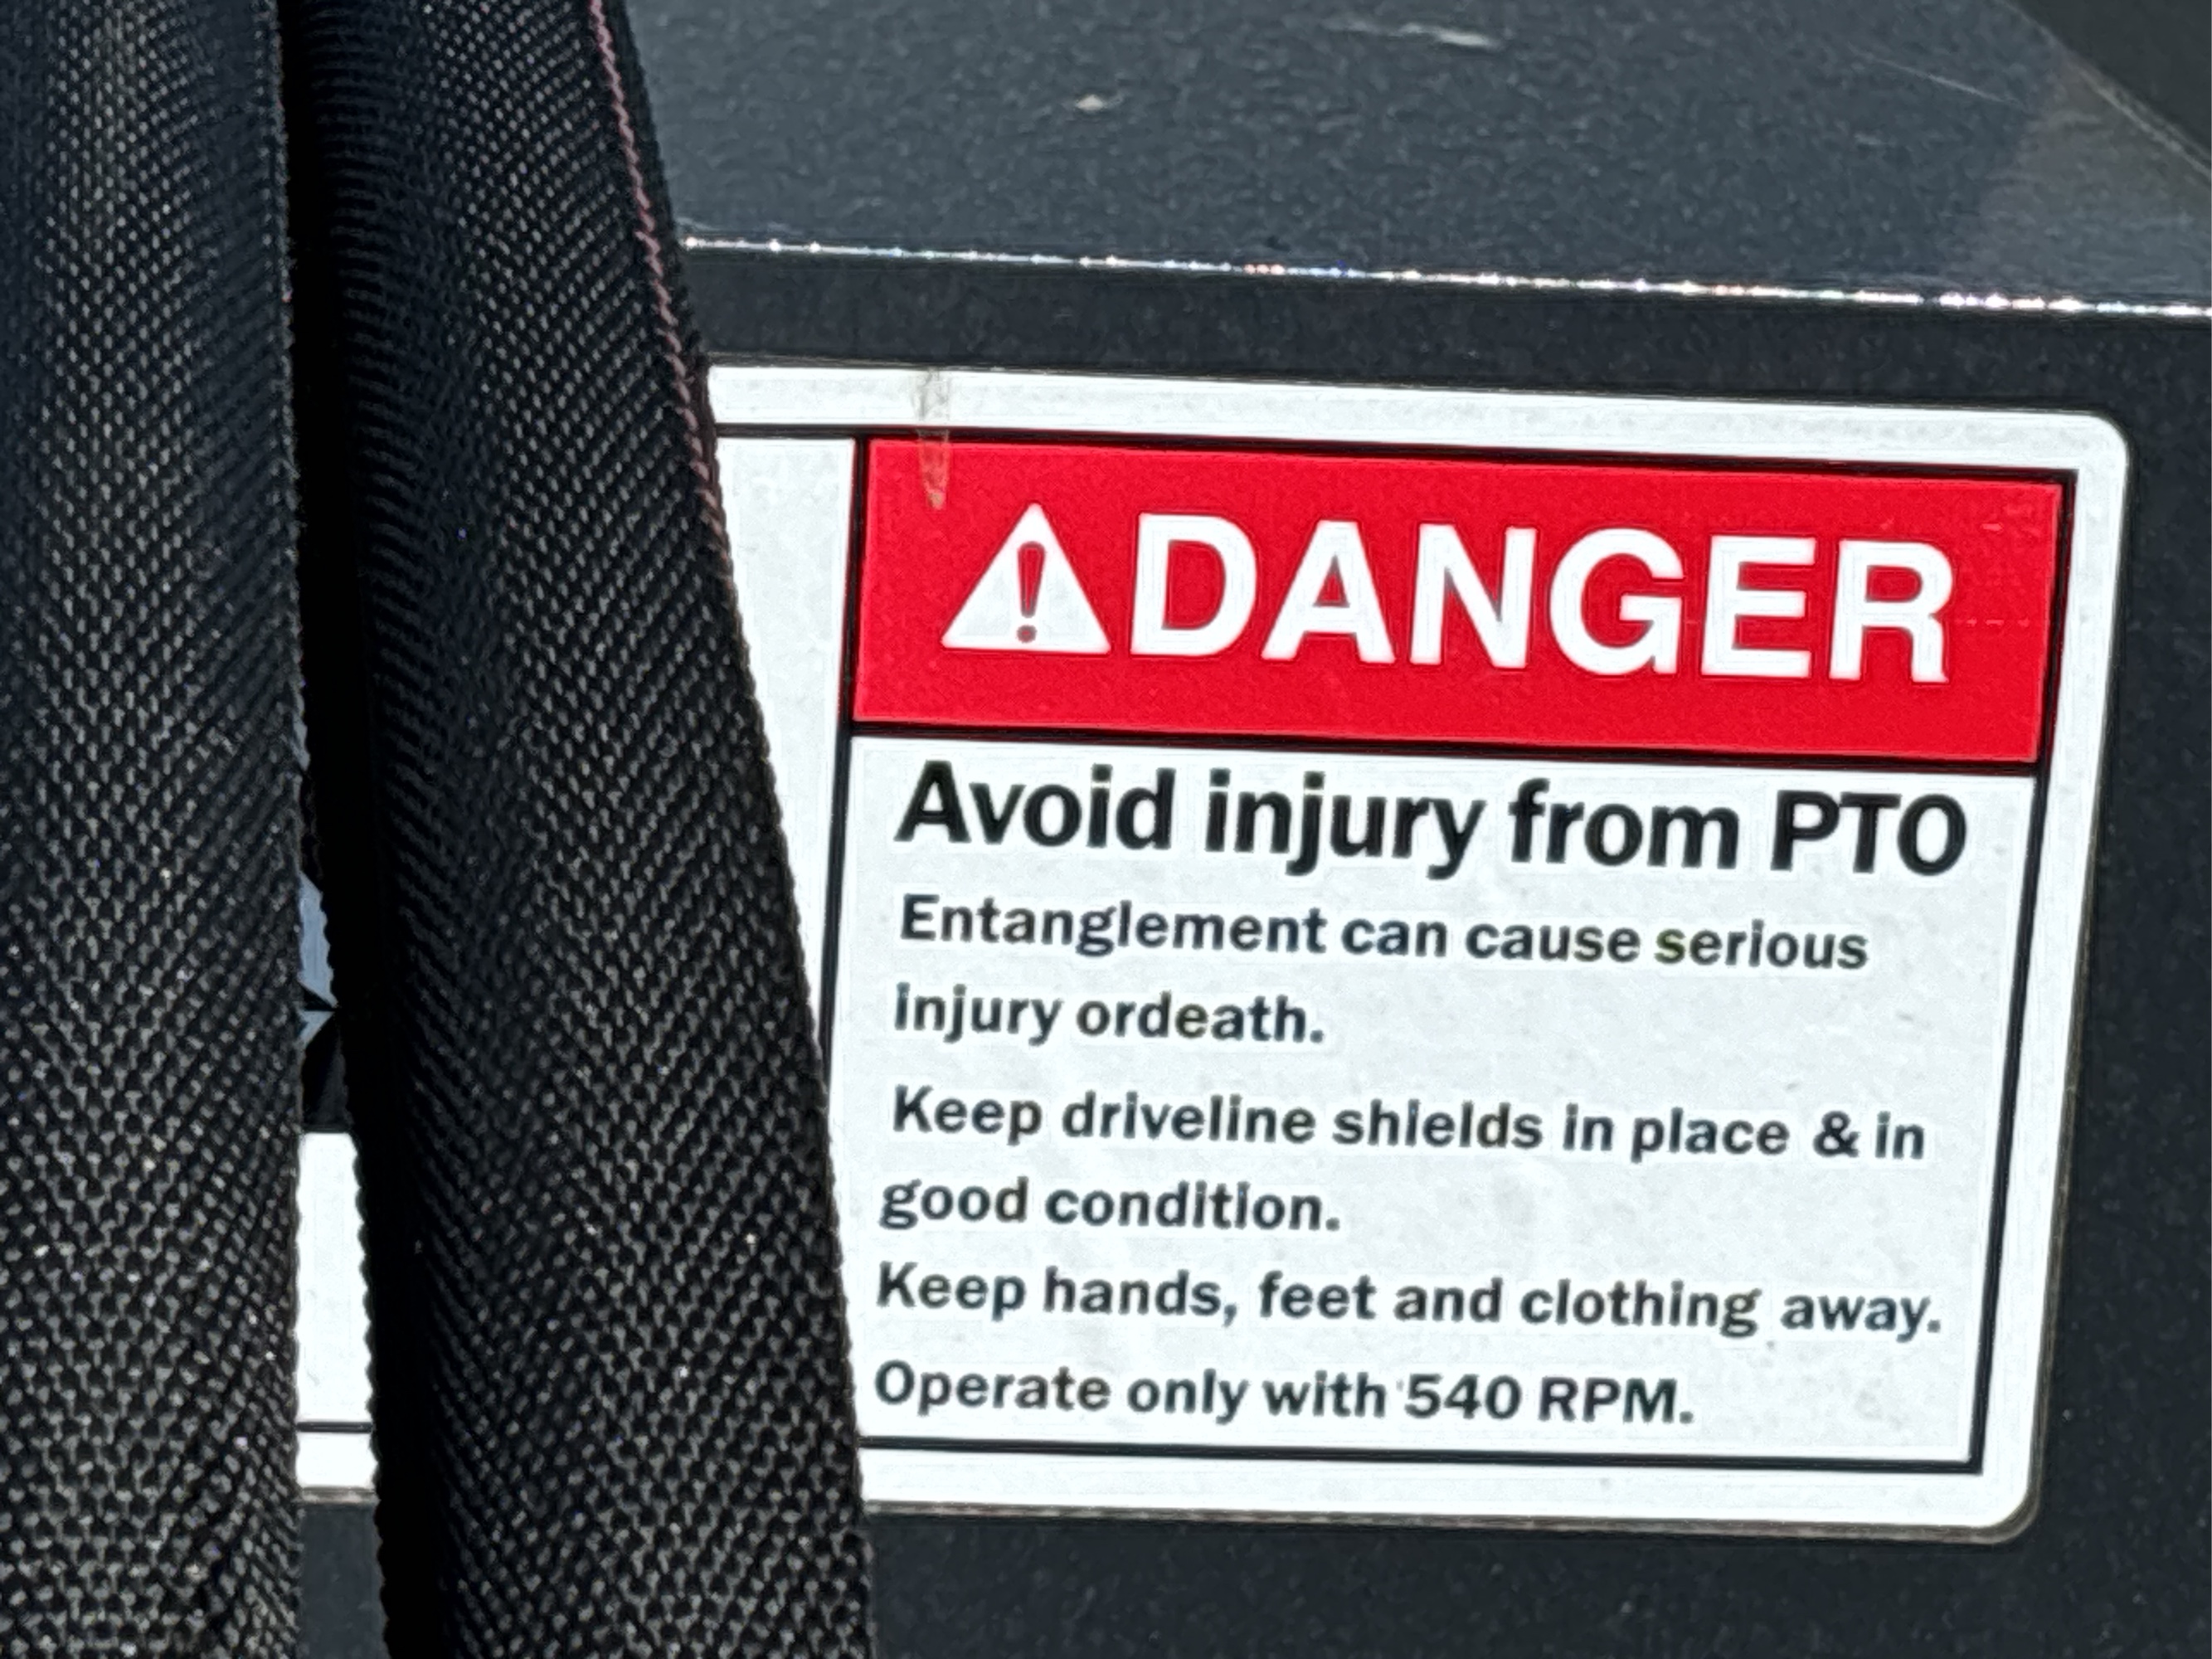 DANGER
Avoid injury from PTO
Entanglement can cause serious
injury ordeath.
Keep driveline shields in place & in
good condition.
Keep hands, feet and clothing away.
Operate only with 540 RPM.